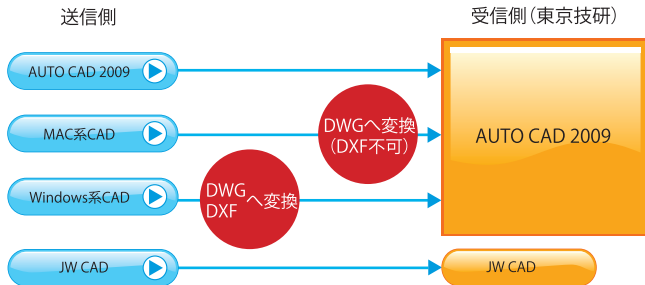 送信側
受信側（東京技研）
AUTO CAD 2009
MAC系CAD
DWGへ変換
（DXF不可）
AUTO CAD 2009
Windows系CAD
DWG
DXF
へ変換
JW CAD
JW CAD